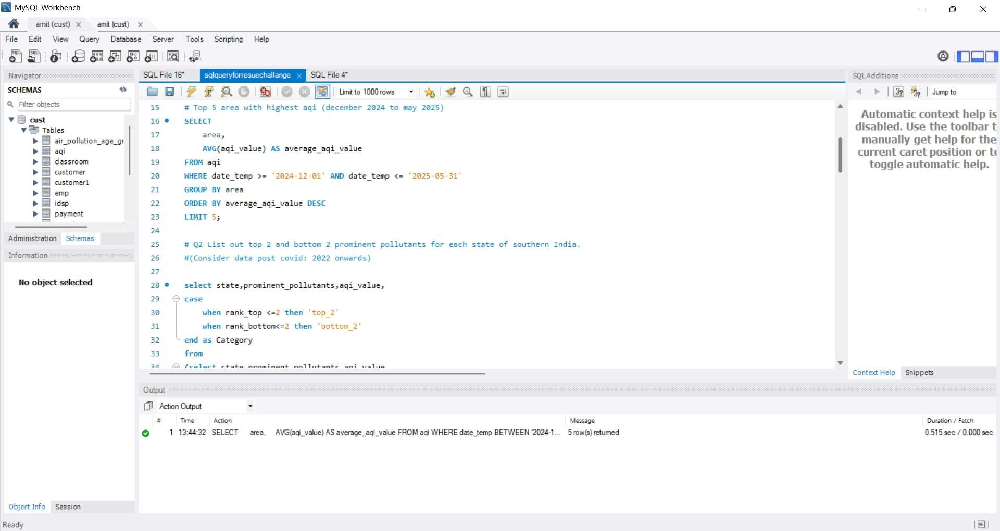 MySQL Workbench
amit (cust)
amit (cust)
File Edit View Query Database Server Tools Scripting Help
Navigator
SCHEMAS
Filter objects
cust
Tables
air_pollution_age_gr
aqi
classroom
customer
customer1
emp
idsp
payment
Administration Schemas
Information
No object selected
Object Info Session
Ready
SQL File 16* sqlqueryforresuechallange SQL File 4*
Limit to 1000 rows
15 # Top 5 area with highest aqi (december 2024 to may 2025)
16 SELECT
17 area,
18 AVG(aqi_value) AS average_aqi_value
19 FROM aqi
20 WHERE date_temp >= '2024-12-01' AND date_temp <= '2025-05-31'
21 GROUP BY area
22 ORDER BY average_aqi_value DESC
23 LIMIT 5;
24
25 # Q2 List out top 2 and bottom 2 prominent pollutants for each state of southern India.
26 #(Consider data post covid: 2022 onwards)
27
28 select state,prominent_pollutants,aqi_value,
29 case
30 when rank_top <=2 then 'top_2'
31 when rank_bottom<=2 then 'bottom_2'
32 end as Category
33 from
34 (select state,prominent_pollutants,aqi_value
SQLAdditions
Jump to
Automatic context help is
disabled. Use the toolbar t
manually get help for the
current caret position or to
toggle automatic help.
Context Help Snippets
Output
Action Output
# Time Action Message Duration / Fetch
1 13:44:32 SELECT area, AVG(aqi_value) AS average_aqi_value FROM aqi WHERE date_temp BETWEEN '2024-1... 5 row(s) returned 0.515 sec / 0.000 sec